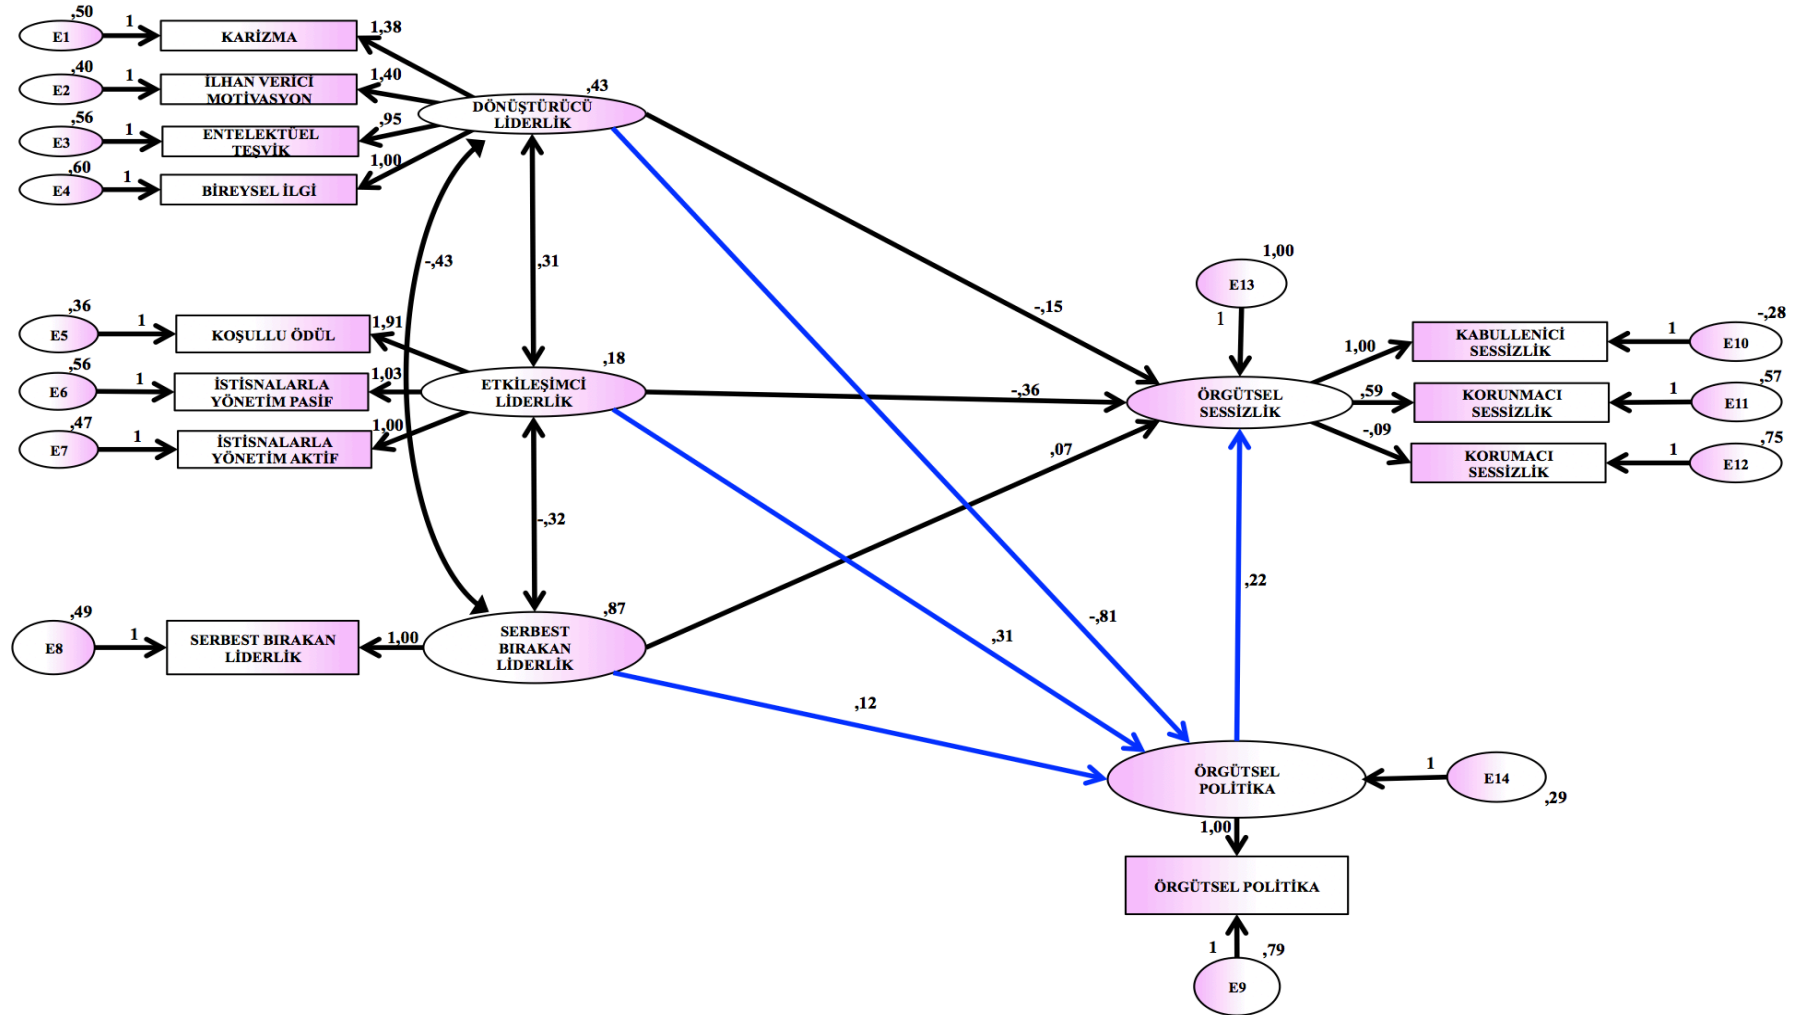 ,50
E1
1
KARİZMA
1,38
,40
E2
1
İLHAN VERİCİ
MOTİVASYON
1,40
,56
E3
1
ENTELEKTÜEL
TEŞVİK
,95
,60
E4
1
BİREYSEL İLGİ
1,00
,43
DÖNÜŞTÜRÜCÜ
LİDERLİK
-,43
,31
-,15
,36
E5
1
KOŞULLU ÖDÜL
1,91
,56
E6
1
İSTİSNALARLA
YÖNETİM PASİF
1,03
,47
E7
1
İSTİSNALARLA
YÖNETİM AKTİF
1,00
,18
ETKİLEŞİMCİ
LİDERLİK
-,36
-,32
,07
1,00
E13
1
ÖRGÜTSEL
SESSİZLİK
1,00
KABULLENİCİ
SESSİZLİK
1
-,28
E10
,59
KORUNMACI
SESSİZLİK
1
,57
E11
-,09
KORUMACI
SESSİZLİK
1
,75
E12
,49
E8
1
SERBEST BIRAKAN
LİDERLİK
1,00
,87
SERBEST
BIRAKAN
LİDERLİK
,31
-,81
,22
,12
ÖRGÜTSEL
POLİTİKA
1
E14
,29
1,00
ÖRGÜTSEL POLİTİKA
1
,79
E9